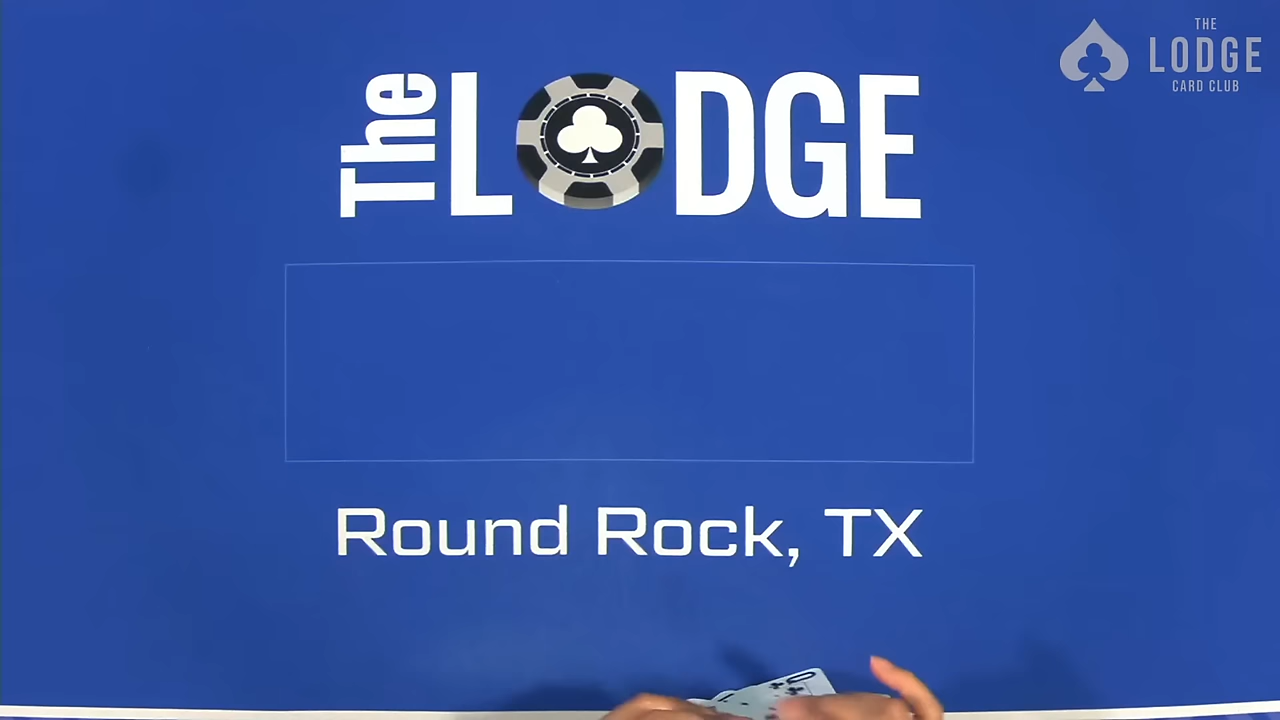 THE
LODGE
CARD CLUB
The LODGE
Round Rock, TX
Q